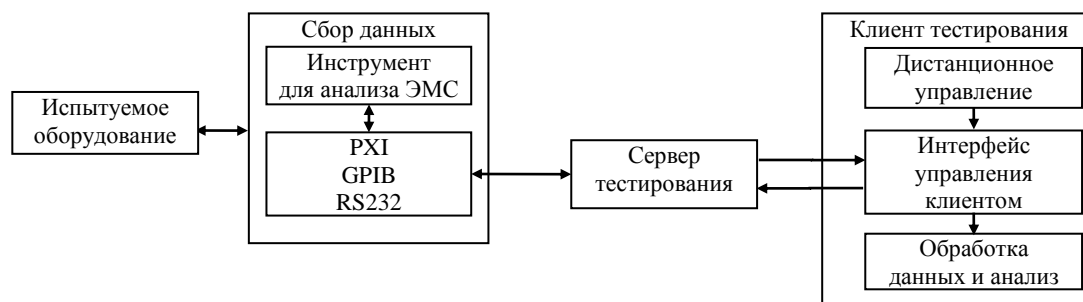 Испытуемое
оборудование
Сбор данных
Инструмент
для анализа ЭМС
PXI
GPIB
RS232
Сервер
тестирования
Клиент тестирования
Дистанционное
управление
Интерфейс
управления
клиентом
Обработка
данных и анализ